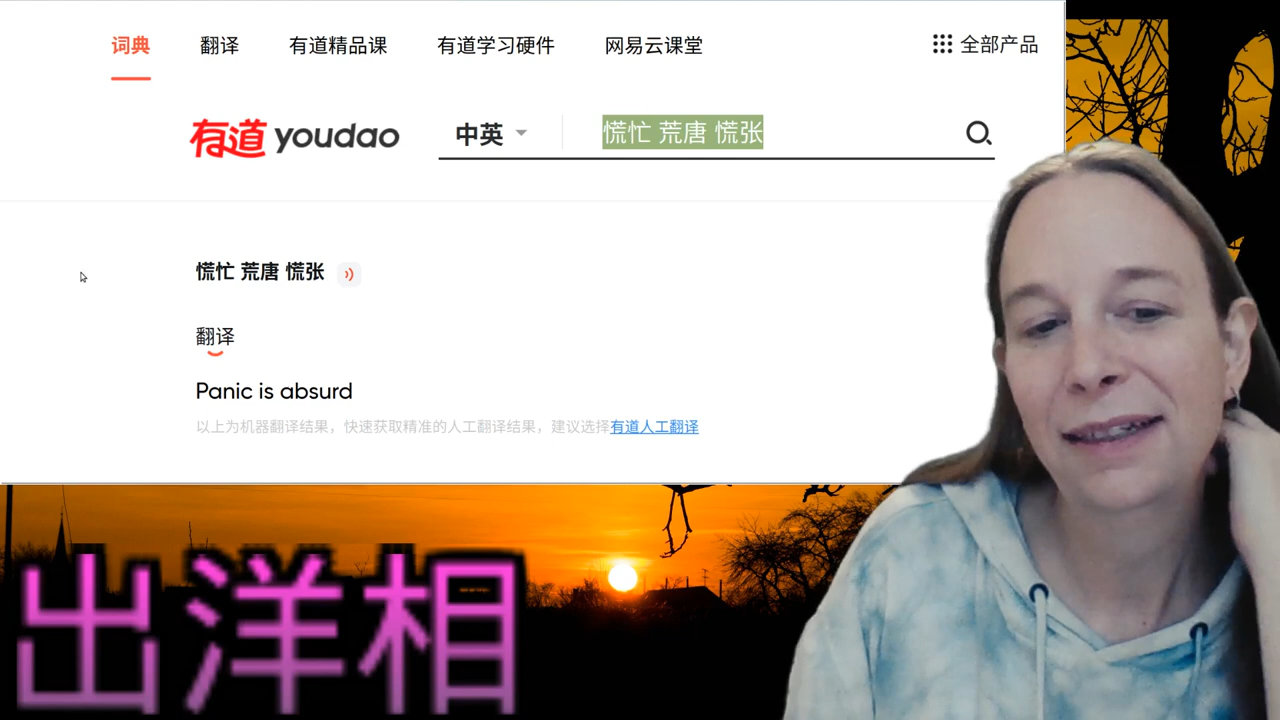 词典 翻译 有道精品课 有道学习硬件 网易云课堂 全部产品
有道 youdao 中英 慌忙 荒唐 慌张
慌忙 荒唐 慌张
翻译
Panic is absurd
以上为机器翻译结果，快速获取精准的人工翻译结果，建议选择有道人工翻译
出洋相